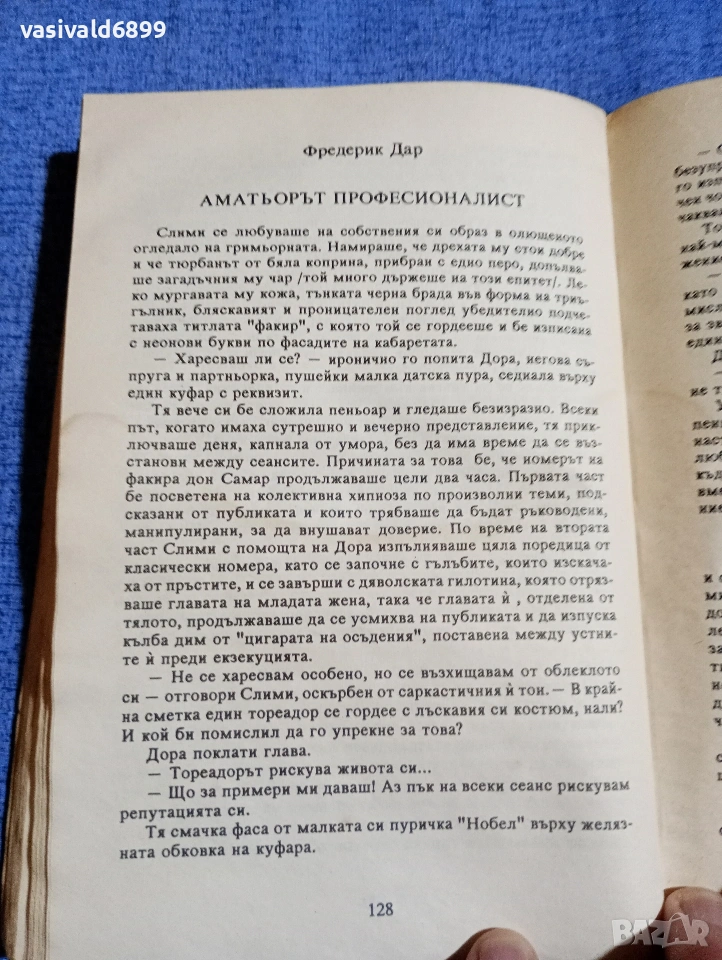 vasivald6899
Фредерик Дар
АМАТЬОРЪТ ПРОФЕСИОНАЛИСТ
Слими се любуваше на собствения си образ в олющеното
огледало на гримьорната. Намираше, че дрехата му стои добре
и че тюрбанът от бяла коприна, прибран с едно перо, допълва-
ше загадъчния му чар /той много държеше на този епитет/. Ле-
ко мургавата му кожа, тънката черна брада във форма на триъ-
гълник, бляскавият и проницателен поглед убедително подче-
таваха титлата "факир", с която той се гордееше и бе изписана
с неонови букви по фасадите на кабаретата.
— Харесваш ли се? — иронично го попита Дора, негова съ-
пруга и партньорка, пушейки малка датска пура, седнала върху
един куфар с реквизит.
Тя вече си бе сложила пеньоар и гледаше безизразно. Всеки
път, когато имаха сутрешно и вечерно представление, тя прик-
лючваше деня, капнала от умора, без да има време да се въз-
станови между сеансите. Причината за това бе, че номерът на
факира дон Самар продължаваше цели два часа. Първата част
бе посветена на колективна хипноза по произволни теми, под-
сказани от публиката и които трябваше да бъдат ръководени,
манипулирани, за да внушават доверие. По време на втората
част Слими с помощта на Дора изпълняваше цяла поредица от
класически номера, като се започне с гълъбите, които изскача-
ха от пръстите, и се завърши с дяволската гилотина, която отряз-
ваше главата на младата жена, така че главата ѝ , отделена от
тялото, продължаваше да се усмихва на публиката и да изпуска
кълба дим от "цигарата на осъдения", поставена между устни-
те ѝ преди екзекуцията.
— Не се харесвам особено, но се възхищавам от облеклото
си — отговори Слими, оскърбен от саркастичния ѝ тон.— В край-
на сметка един тореадор се гордее с лъскавия си костюм, нали?
И кой би помислил да го упрекне за това?
Дора поклати глава.
— Тореадорът рискува живота си...
— Що за примери ми даваш! Аз пък на всеки сеанс рискувам
репутацията си.
Тя смачка фаса от малката си пуричка "Нобел" върху желяз-
ната обковка на куфара.
128
BAZAR